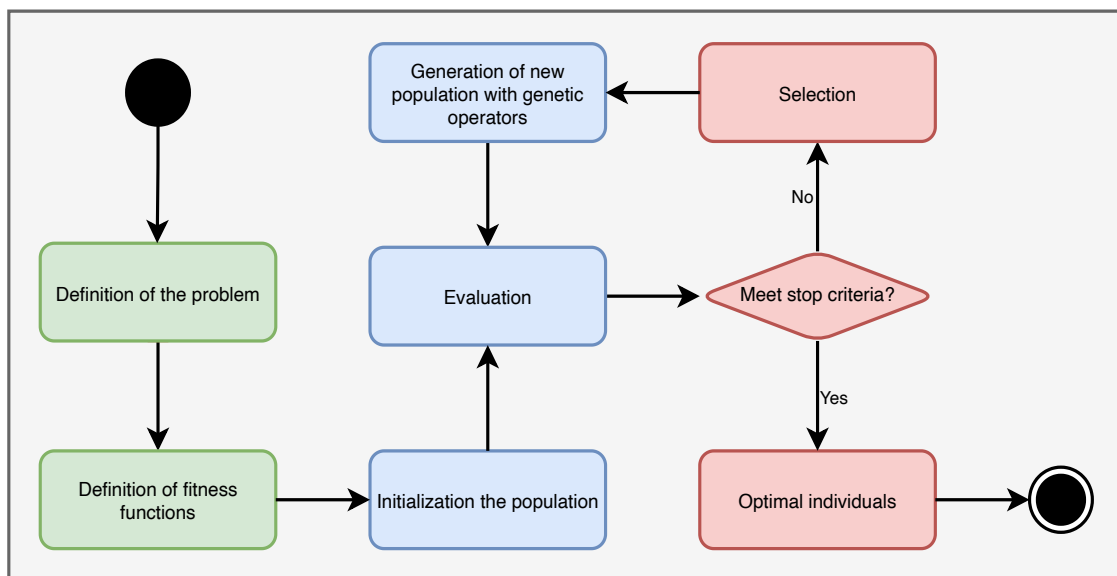 Generation of new
population with genetic
operators
Selection
No
Definition of the problem
Evaluation
Meet stop criteria?
Yes
Definition of fitness
functions
Initialization the population
Optimal individuals